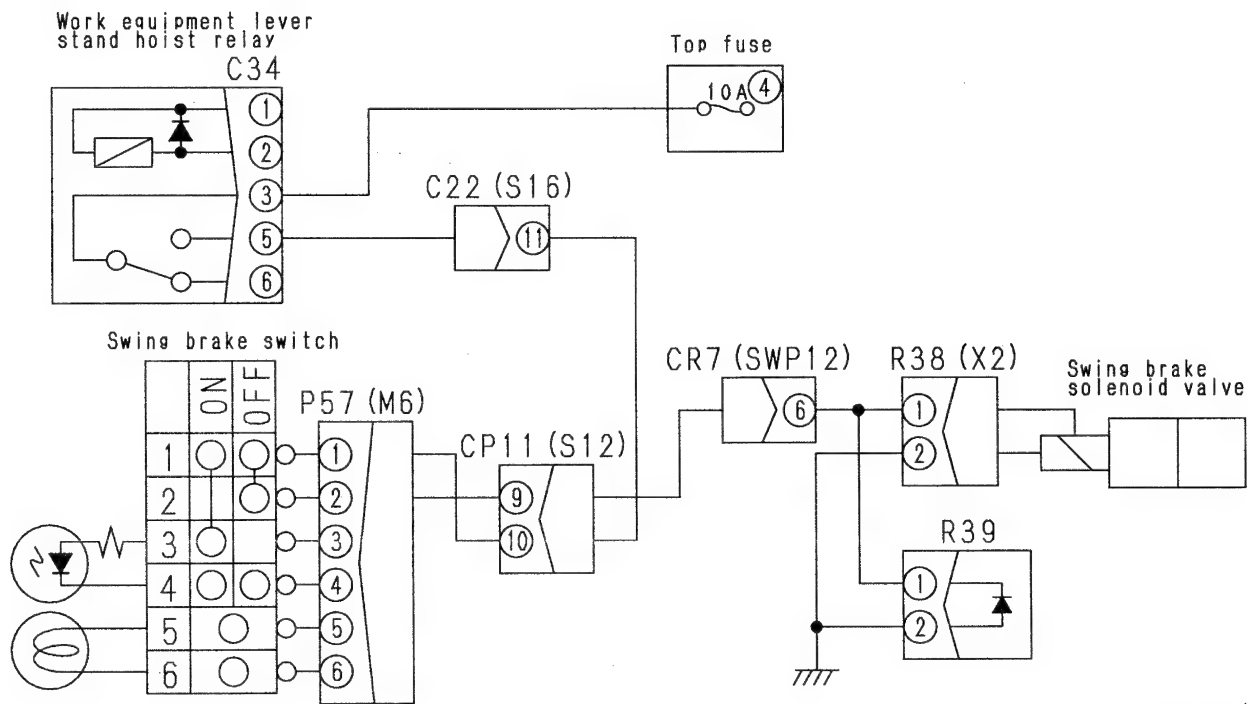 Work equipment lever
stand hoist relay
C34
1
2
3
5
6
Top fuse
10A 4
C22 (S16)
11
Swing brake switch
ON OFF
1
2
3
4
5
6
P57 (M6)
1
2
3
4
5
6
CP11 (S12)
9
10
CR7 (SWP12)
6
R38 (X2)
1
2
Swing brake
solenoid valve
R39
1
2